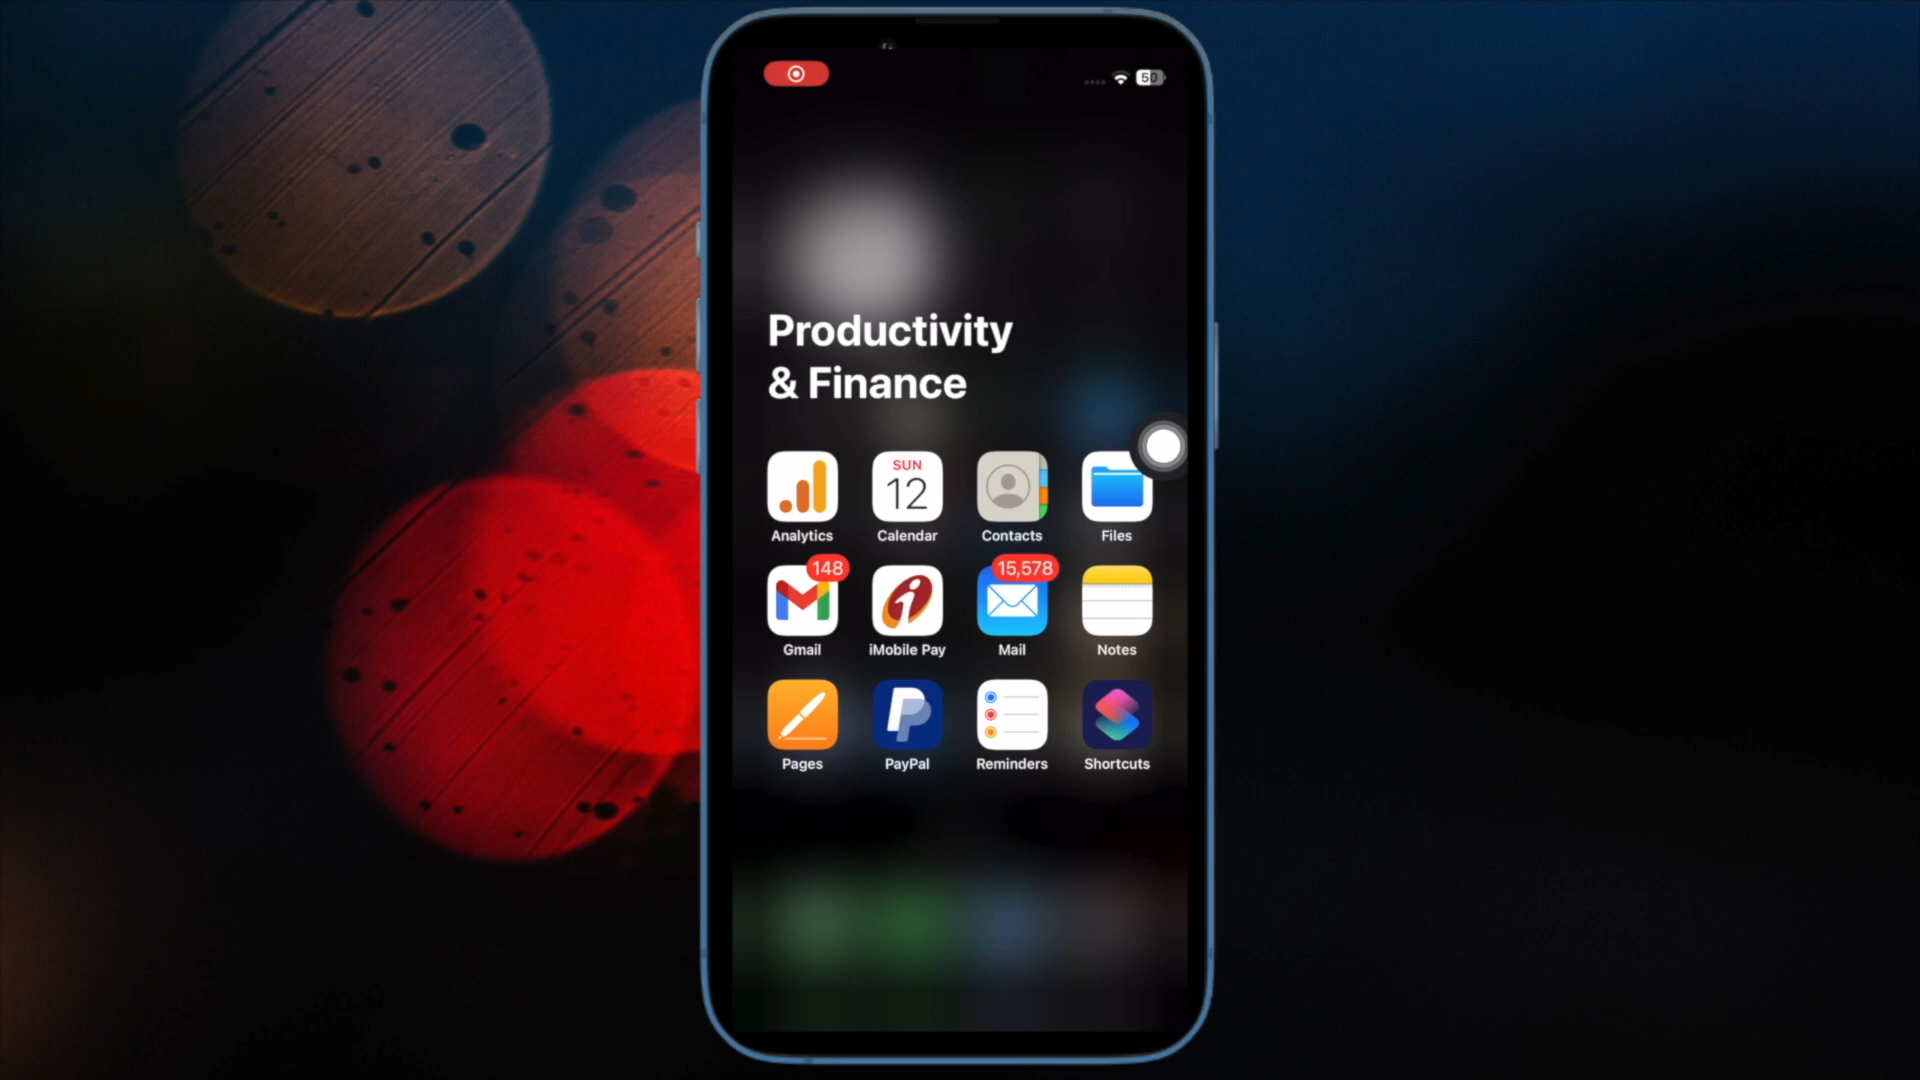 50
Productivity
& Finance
SUN
12
Analytics
Calendar
Contacts
Files
148
15,578
Gmail
iMobile Pay
Mail
Notes
Pages
PayPal
Reminders
Shortcuts